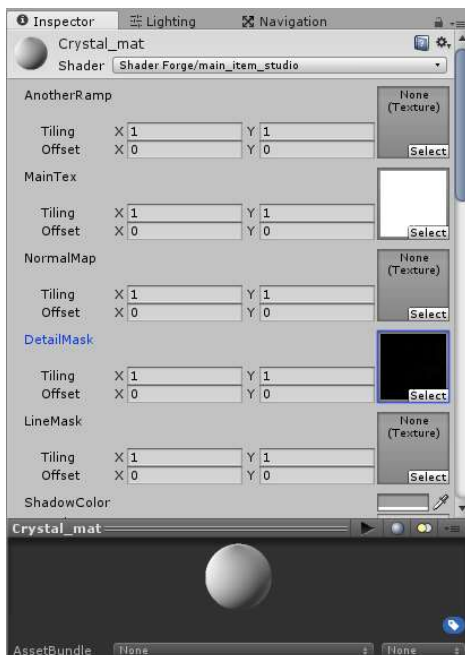 Inspector Lighting Navigation
Crystal_mat
Shader Shader Forge/main_item_studio
AnotherRamp
None
(Texture)
Tiling X 1 Y 1
Offset X 0 Y 0
Select
MainTex
Tiling X 1 Y 1
Offset X 0 Y 0
Select
NormalMap
None
(Texture)
Tiling X 1 Y 1
Offset X 0 Y 0
Select
DetailMask
Tiling X 1 Y 1
Offset X 0 Y 0
Select
LineMask
None
(Texture)
Tiling X 1 Y 1
Offset X 0 Y 0
Select
ShadowColor
Crystal_mat
AssetBundle None None